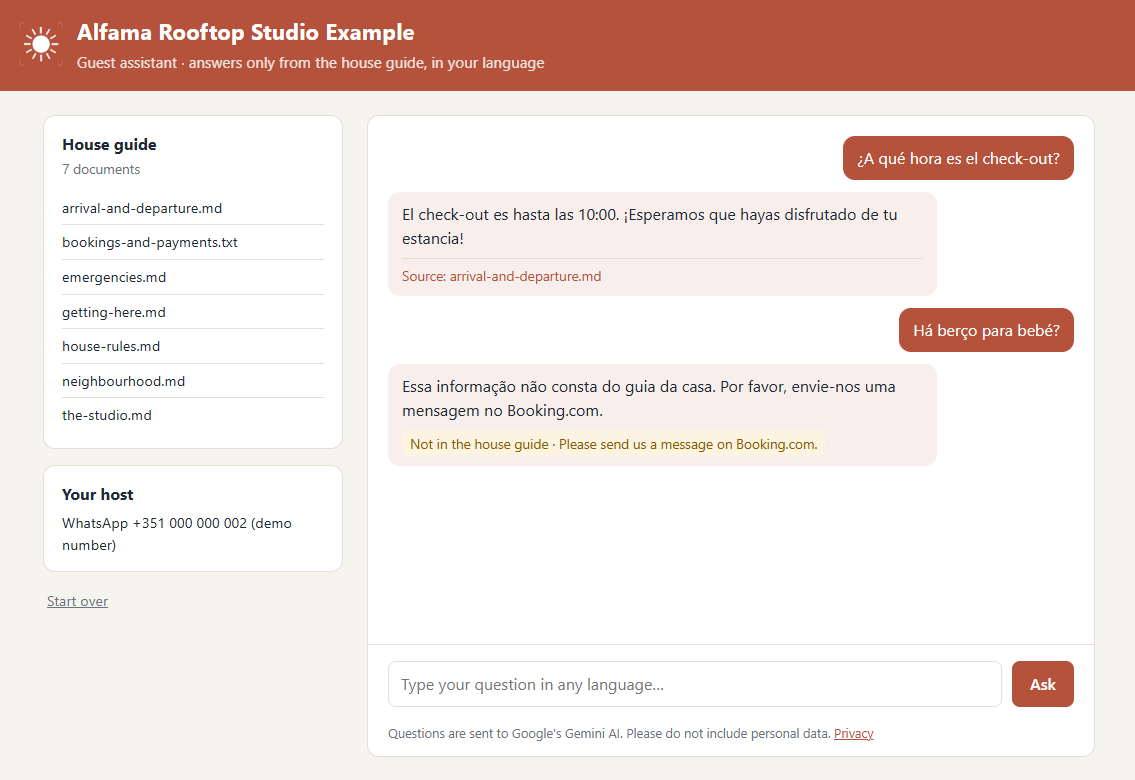 Alfama Rooftop Studio Example
Guest assistant · answers only from the house guide, in your language
House guide
7 documents
arrival-and-departure.md
bookings-and-payments.txt
emergencies.md
getting-here.md
house-rules.md
neighbourhood.md
the-studio.md
Your host
WhatsApp +351 000 000 002 (demo
number)
Start over
¿A qué hora es el check-out?
El check-out es hasta las 10:00. ¡Esperamos que hayas disfrutado de tu
estancia!
Source: arrival-and-departure.md
Há berço para bebé?
Essa informação não consta do guia da casa. Por favor, envie-nos uma
mensagem no Booking.com.
Not in the house guide · Please send us a message on Booking.com.
Type your question in any language...
Ask
Questions are sent to Google's Gemini AI. Please do not include personal data. Privacy